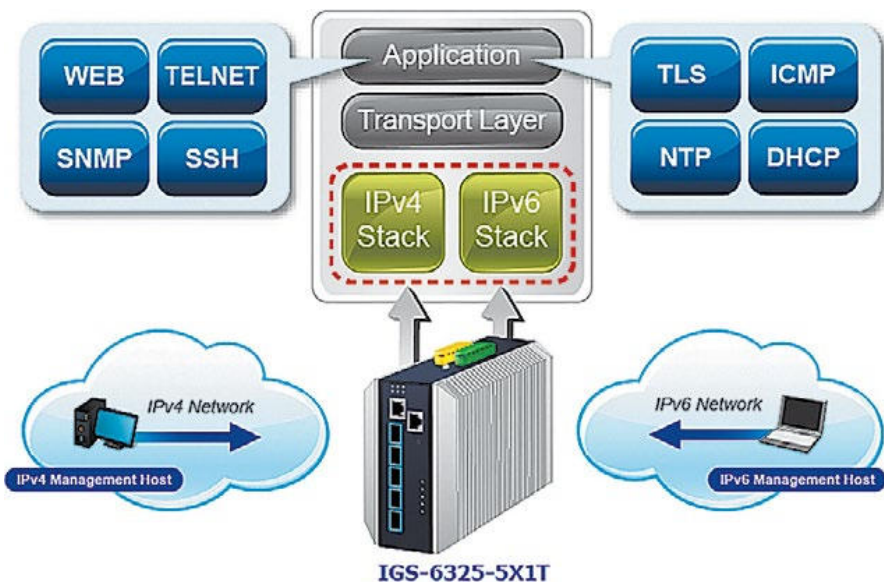 Application
Transport Layer
IPv4
Stack
IPv6
Stack
WEB
TELNET
SNMP
SSH
TLS
ICMP
NTP
DHCP
IPv4 Network
IPv4 Management Host
IPv6 Network
IPv6 Management Host
IGS-6325-5X1T